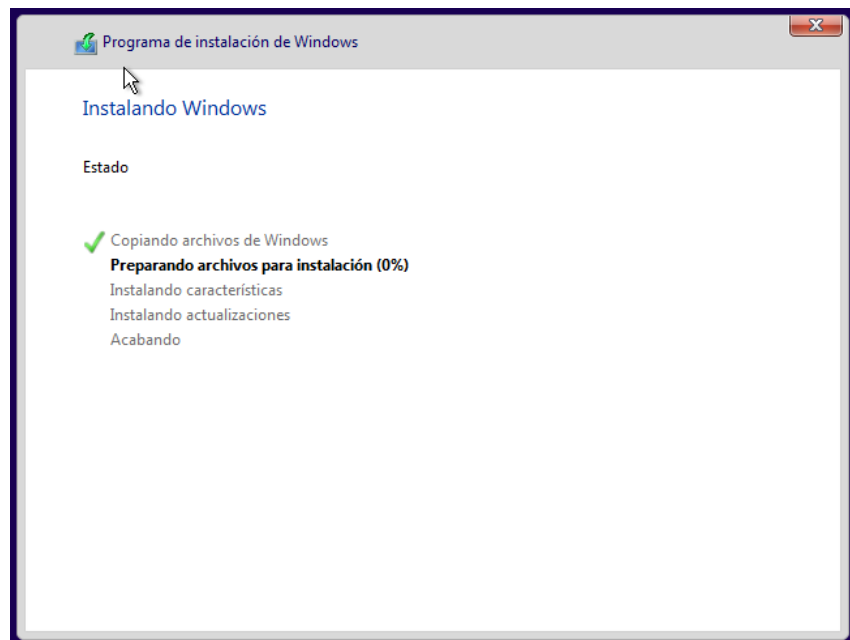 Programa de instalación de Windows
Instalando Windows
Estado
Copiando archivos de Windows
Preparando archivos para instalación (0%)
Instalando características
Instalando actualizaciones
Acabando